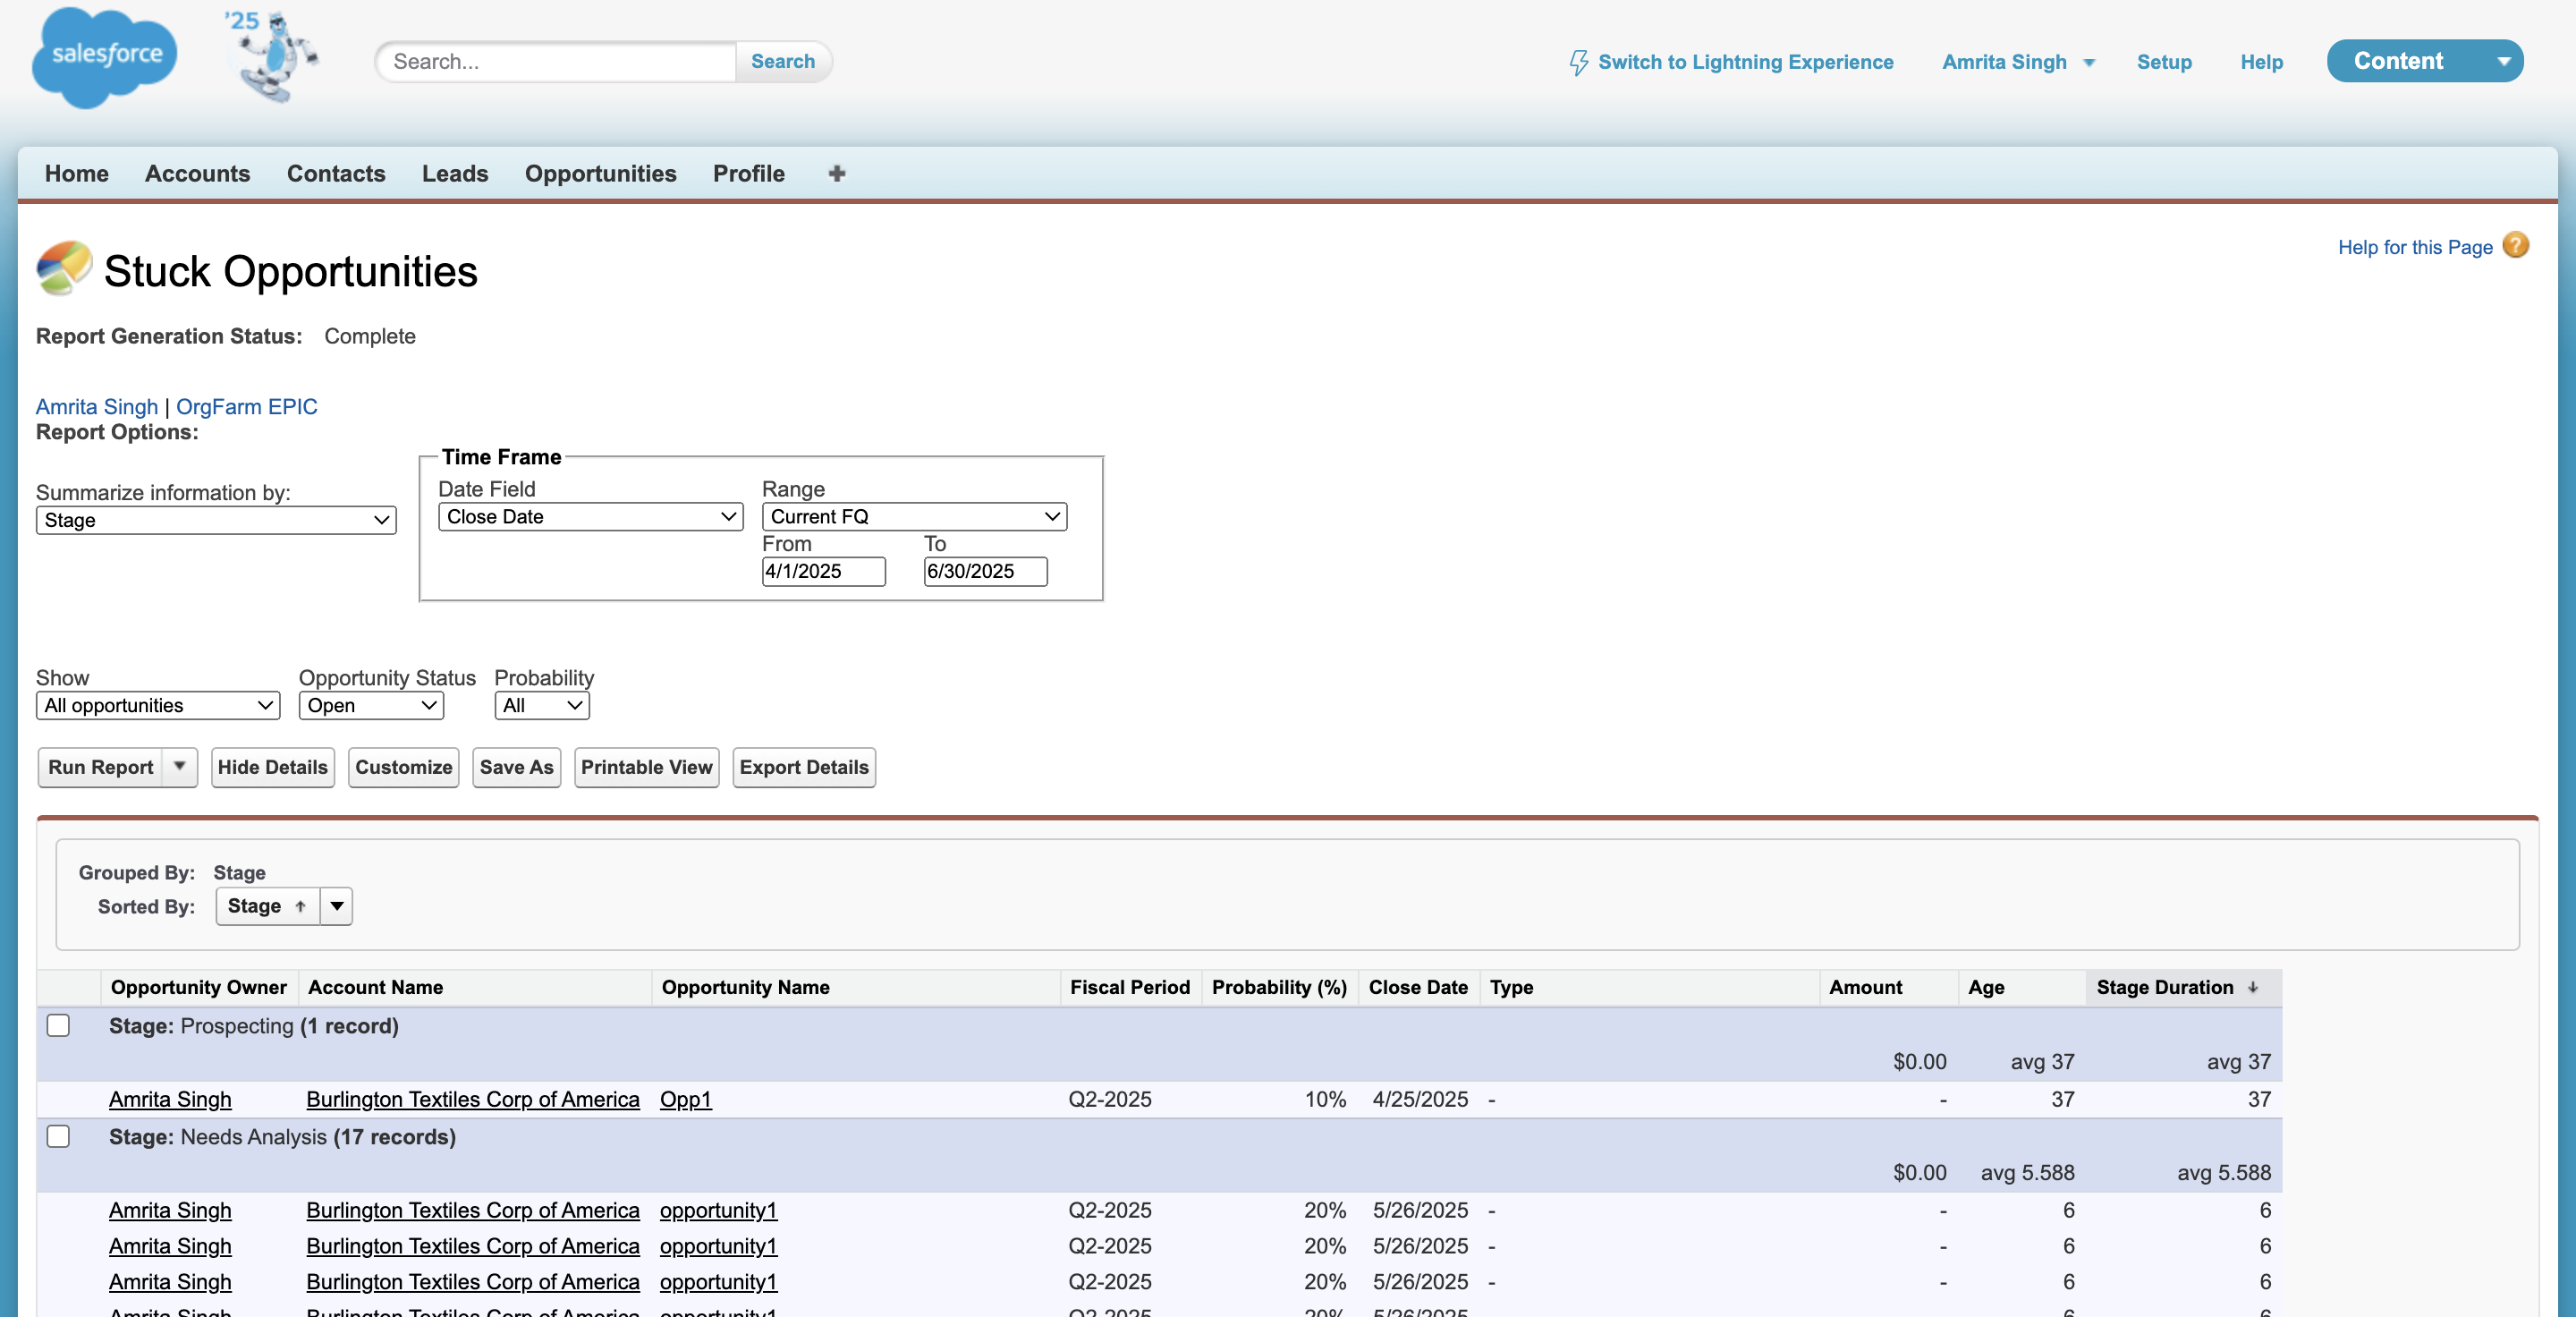 salesforce
'25
Search...
Search
Switch to Lightning Experience
Amrita Singh
Setup
Help
Content
Home
Accounts
Contacts
Leads
Opportunities
Profile
Stuck Opportunities
Help for this Page
Report Generation Status: Complete
Amrita Singh | OrgFarm EPIC
Report Options:
Summarize information by:
Stage
Time Frame
Date Field
Close Date
Range
Current FQ
From To
4/1/2025 6/30/2025
Show Opportunity Status Probability
All opportunities Open All
Run Report Hide Details Customize Save As Printable View Export Details
Grouped By: Stage
Sorted By: Stage
Opportunity Owner Account Name Opportunity Name Fiscal Period Probability (%) Close Date Type Amount Age Stage Duration
Stage: Prospecting (1 record)
$0.00 avg 37 avg 37
Amrita Singh Burlington Textiles Corp of America Opp1 Q2-2025 10% 4/25/2025 - - 37 37
Stage: Needs Analysis (17 records)
$0.00 avg 5.588 avg 5.588
Amrita Singh Burlington Textiles Corp of America opportunity1 Q2-2025 20% 5/26/2025 - - 6 6
Amrita Singh Burlington Textiles Corp of America opportunity1 Q2-2025 20% 5/26/2025 - - 6 6
Amrita Singh Burlington Textiles Corp of America opportunity1 Q2-2025 20% 5/26/2025 - - 6 6